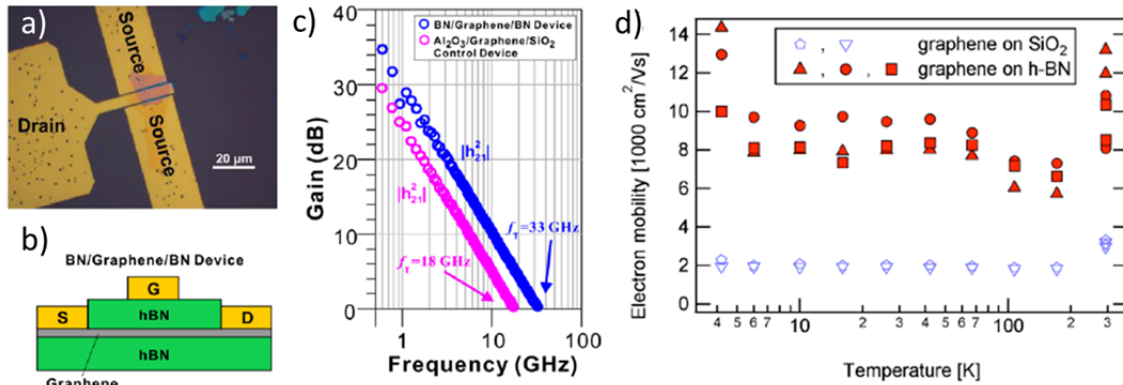 a)
Drain
Source
Source
20 μm
b)
BN/Graphene/BN Device
G
S
hBN
D
hBN
Graphene
c)
40
30
20
10
0
Gain (dB)
BN/Graphene/BN Device
Al₂O₃/Graphene/SiO₂
Control Device
|h²₂₁|
|h²₂₁|
f_T=33 GHz
f_T=18 GHz
1 10 100
Frequency (GHz)
d)
14
12
10
8
6
4
2
0
Electron mobility [1000 cm²/Vs]
, graphene on SiO₂
, , graphene on h-BN
4 5 6 7 10 2 3 4 5 6 7 100 2 3
Temperature [K]